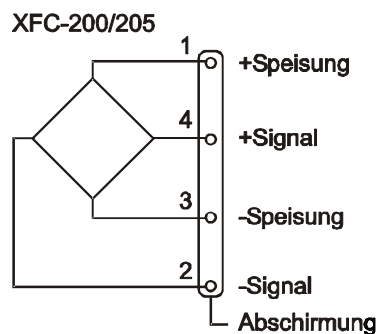 XFC-200/205
1 +Speisung
4 +Signal
3 -Speisung
2 -Signal
Abschirmung